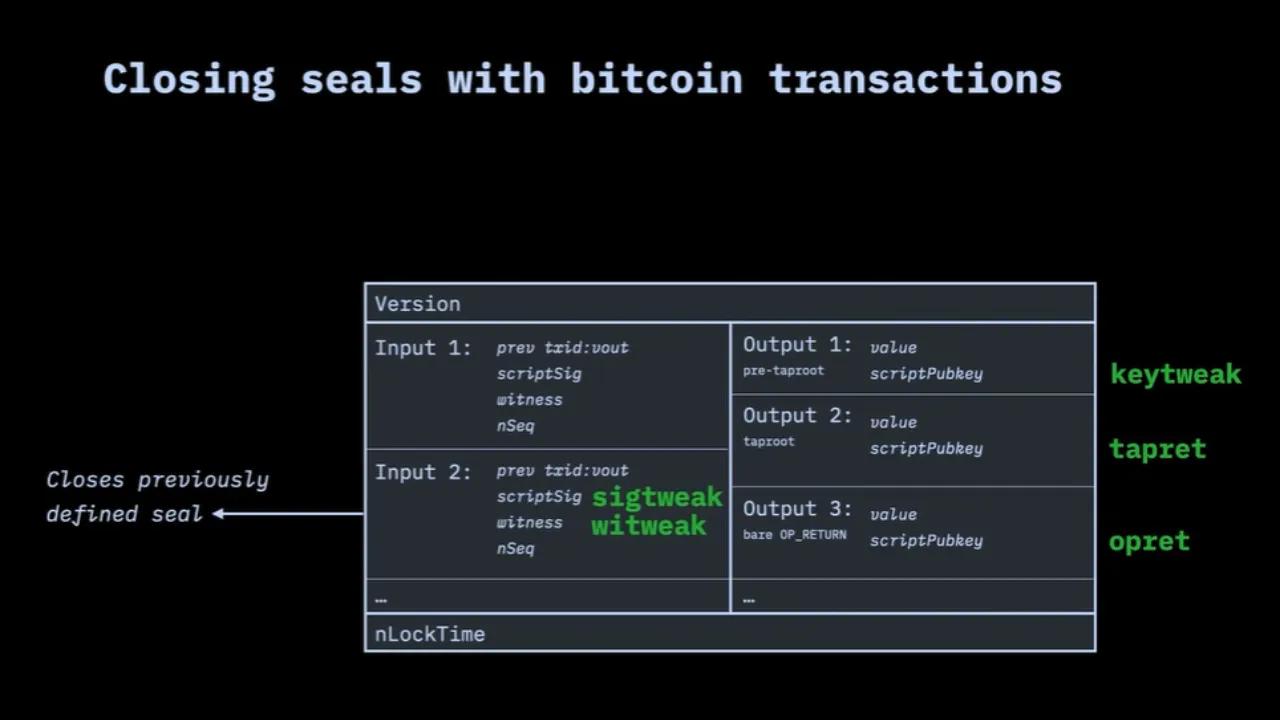 Closing seals with bitcoin transactions
Version
Input 1: prev txid:vout
scriptSig
witness
nSeq
Input 2: prev txid:vout
scriptSig sigtweak
witness witweak
nSeq
…
Output 1: value
pre-taproot scriptPubkey
keytweak
Output 2: value
taproot scriptPubkey
tapret
Output 3: value
bare OP_RETURN scriptPubkey
opret
…
nLockTime
Closes previously
defined seal